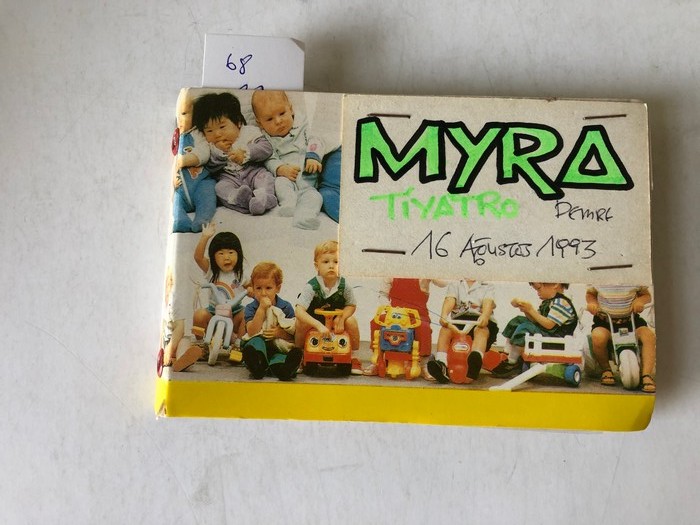 68
MYRA
TİYATRO DEMRE
16 AĞUSTOS 1993